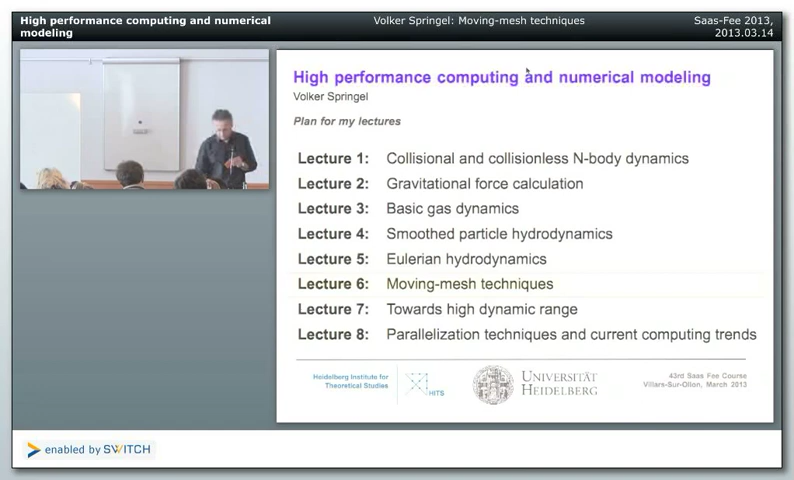 High performance computing and numerical
modeling
Volker Springel: Moving-mesh techniques
Saas-Fee 2013,
2013.03.14
High performance computing and numerical modeling
Volker Springel
Plan for my lectures
Lecture 1: Collisional and collisionless N-body dynamics
Lecture 2: Gravitational force calculation
Lecture 3: Basic gas dynamics
Lecture 4: Smoothed particle hydrodynamics
Lecture 5: Eulerian hydrodynamics
Lecture 6: Moving-mesh techniques
Lecture 7: Towards high dynamic range
Lecture 8: Parallelization techniques and current computing trends
Heidelberg Institute for
Theoretical Studies
HITS
UNIVERSITÄT
HEIDELBERG
43rd Saas Fee Course
Villars-Sur-Ollon, March 2013
enabled by SWITCH